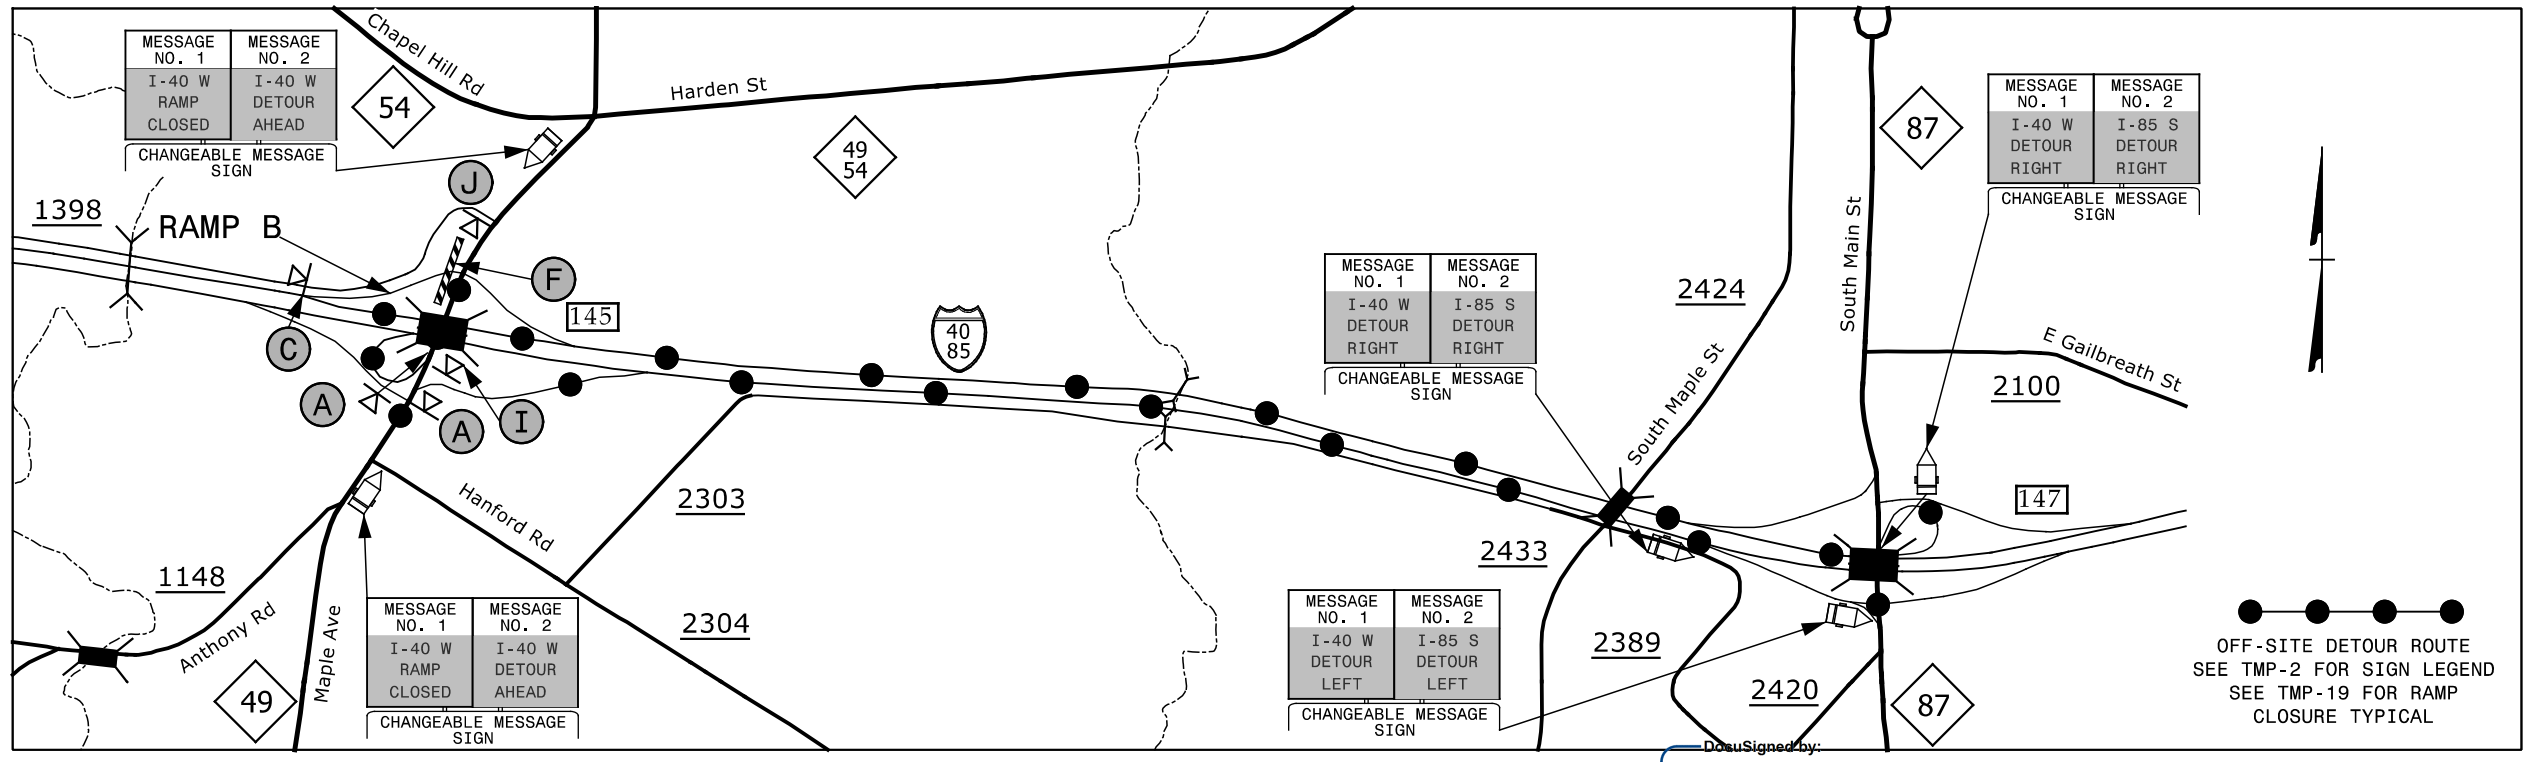 MESSAGE NO. 1
I-40 W
RAMP
CLOSED
MESSAGE NO. 2
I-40 W
DETOUR
AHEAD
CHANGEABLE MESSAGE
SIGN
Chapel Hill Rd
54
Harden St
49
54
J
1398
RAMP B
F
145
C
A
A
I
40
85
87
South Main St
MESSAGE NO. 1
I-40 W
DETOUR
RIGHT
MESSAGE NO. 2
I-85 S
DETOUR
RIGHT
CHANGEABLE MESSAGE
SIGN
MESSAGE NO. 1
I-40 W
DETOUR
RIGHT
MESSAGE NO. 2
I-85 S
DETOUR
RIGHT
CHANGEABLE MESSAGE
SIGN
2424
South Maple St
E Gailbreath St
2100
147
2303
Hanford Rd
2304
1148
Anthony Rd
Maple Ave
49
MESSAGE NO. 1
I-40 W
RAMP
CLOSED
MESSAGE NO. 2
I-40 W
DETOUR
AHEAD
CHANGEABLE MESSAGE
SIGN
2433
2389
2420
87
MESSAGE NO. 1
I-40 W
DETOUR
LEFT
MESSAGE NO. 2
I-85 S
DETOUR
LEFT
CHANGEABLE MESSAGE
SIGN
OFF-SITE DETOUR ROUTE
SEE TMP-2 FOR SIGN LEGEND
SEE TMP-19 FOR RAMP
CLOSURE TYPICAL
DocuSigned by: